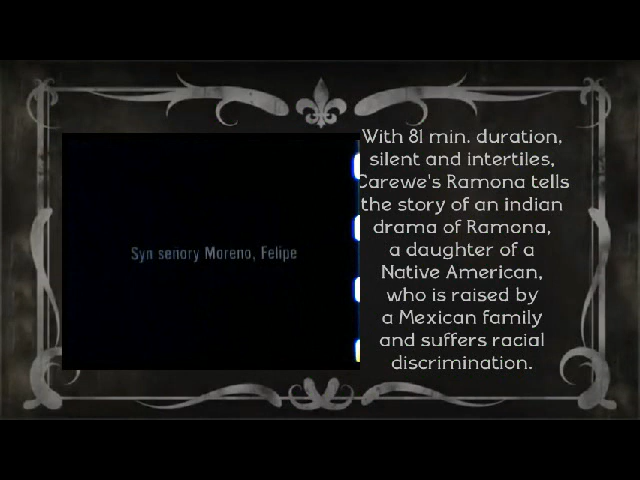 Syn senory Moreno, Felipe
With 81 min. duration,
silent and intertiles,
Carewe's Ramona tells
the story of an indian
drama of Ramona,
a daughter of a
Native American,
who is raised by
a Mexican family
and suffers racial
discrimination.